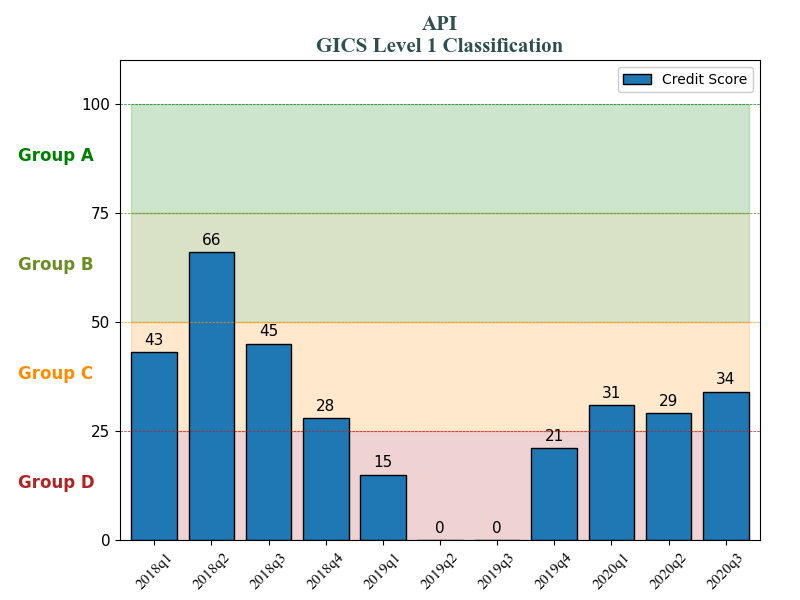 API
GICS Level 1 Classification
Credit Score
100
Group A
75
66
Group B
50
45
43
Group C
34
31
29
28
25
21
15
Group D
0 0 0
2018q1 2018q2 2018q3 2018q4 2019q1 2019q2 2019q3 2019q4 2020q1 2020q2 2020q3